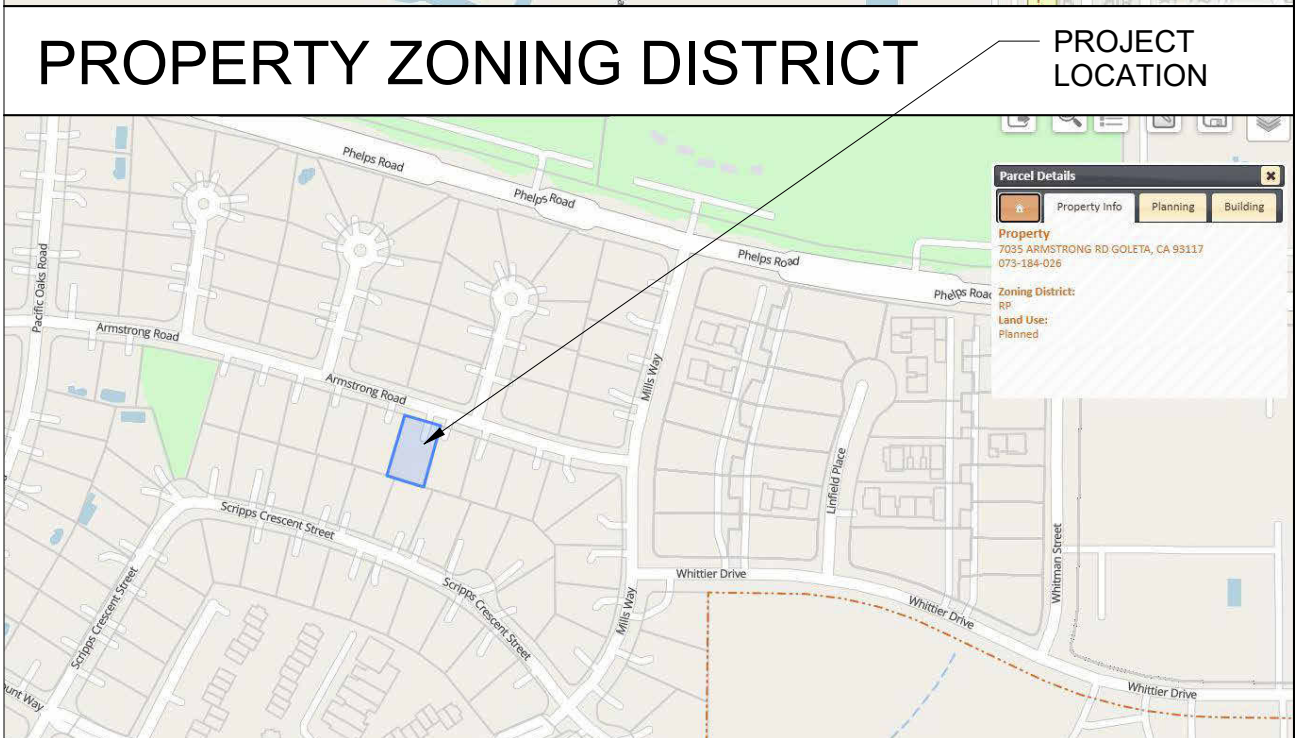 PROPERTY ZONING DISTRICT
PROJECT
LOCATION
Phelps Road
Phelps Road
Phelps Road
Phelps Road
Parcel Details
Property Info
Planning
Building
Property
7035 ARMSTRONG RD GOLETA, CA 93117
073-184-026
Zoning District:
RP
Land Use:
Planned
Pacific Oaks Road
Armstrong Road
Armstrong Road
Mills Way
Linfield Place
Scripps Crescent Street
Scripps Crescent Street
Scripps Crescent Street
Mills Way
Whittier Drive
Whittier Drive
Whitman Street
Whittier Drive
unt Way